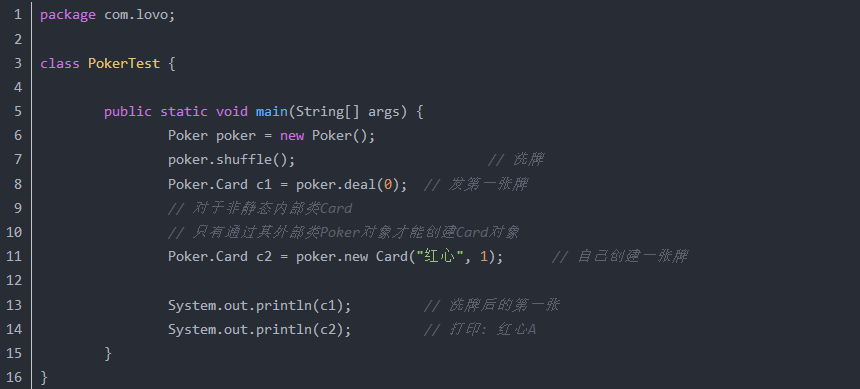 1 package com.lovo;
2
3 class PokerTest {
4
5 public static void main(String[] args) {
6 Poker poker = new Poker();
7 poker.shuffle(); // 洗牌
8 Poker.Card c1 = poker.deal(0); // 发第一张牌
9 // 对于非静态内部类Card
10 // 只有通过其外部类Poker对象才能创建Card对象
11 Poker.Card c2 = poker.new Card("红心", 1); // 自己创建一张牌
12
13 System.out.println(c1); // 洗牌后的第一张
14 System.out.println(c2); // 打印: 红心A
15 }
16 }